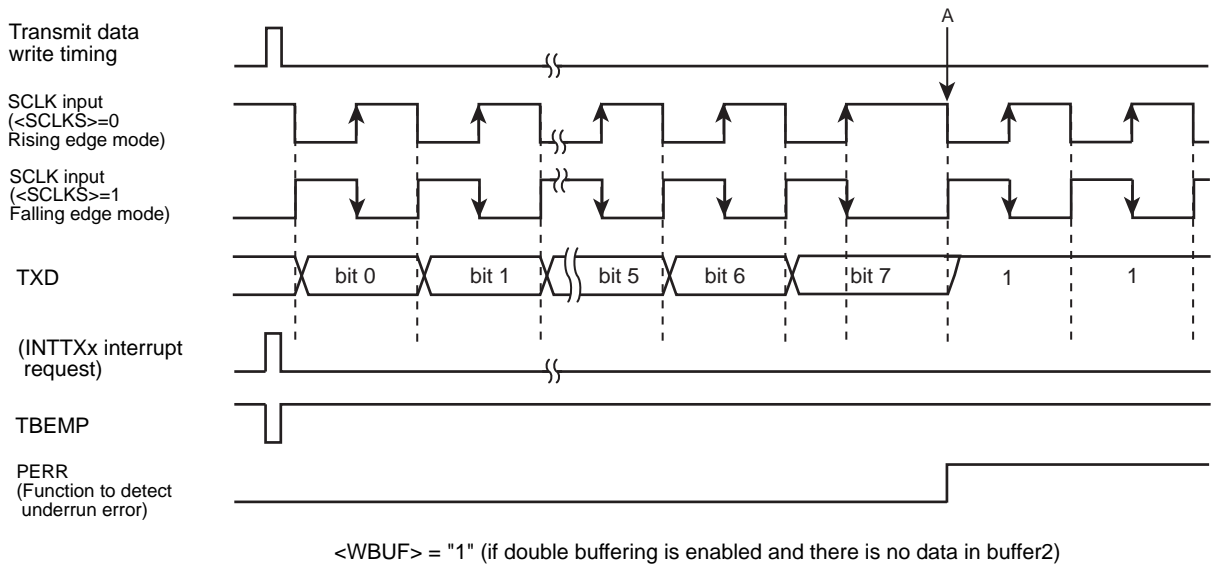 A
Transmit data
write timing
SCLK input
(<SCLKS>=0
Rising edge mode)
SCLK input
(<SCLKS>=1
Falling edge mode)
TXD
bit 0
bit 1
bit 5
bit 6
bit 7
1
1
(INTTXx interrupt
request)
TBEMP
PERR
(Function to detect
underrun error)
<WBUF> = "1" (if double buffering is enabled and there is no data in buffer2)